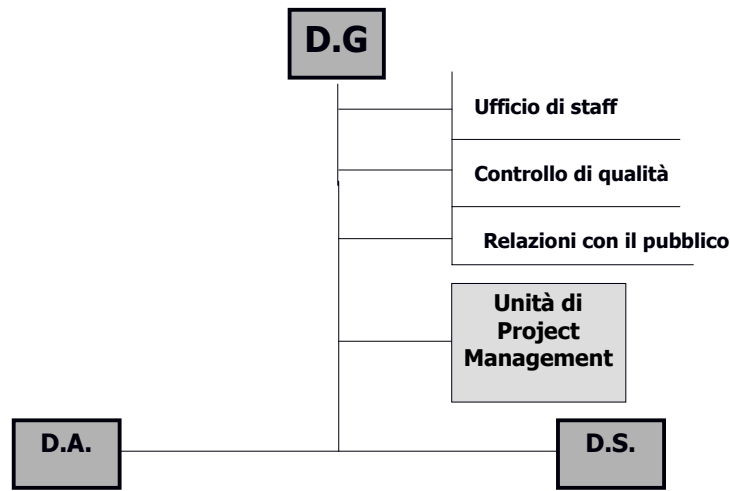 D.G
Ufficio di staff
Controllo di qualità
Relazioni con il pubblico
Unità di
Project
Management
D.A.
D.S.